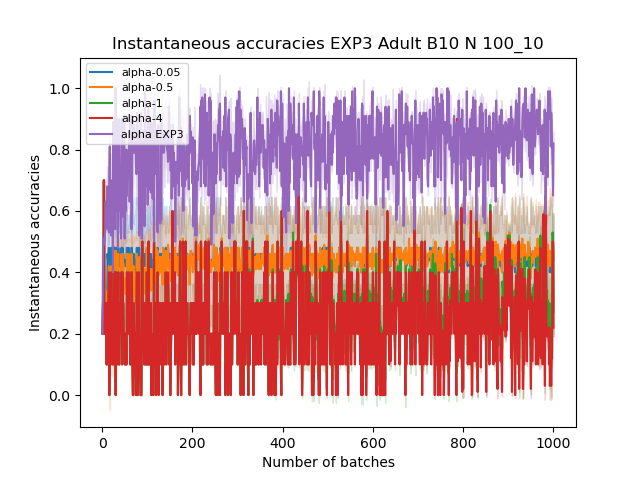 Instantaneous accuracies EXP3 Adult B10 N 100_10
alpha-0.05
alpha-0.5
alpha-1
alpha-4
alpha EXP3
1.0
0.8
0.6
0.4
0.2
0.0
Instantaneous accuracies
0 200 400 600 800 1000
Number of batches